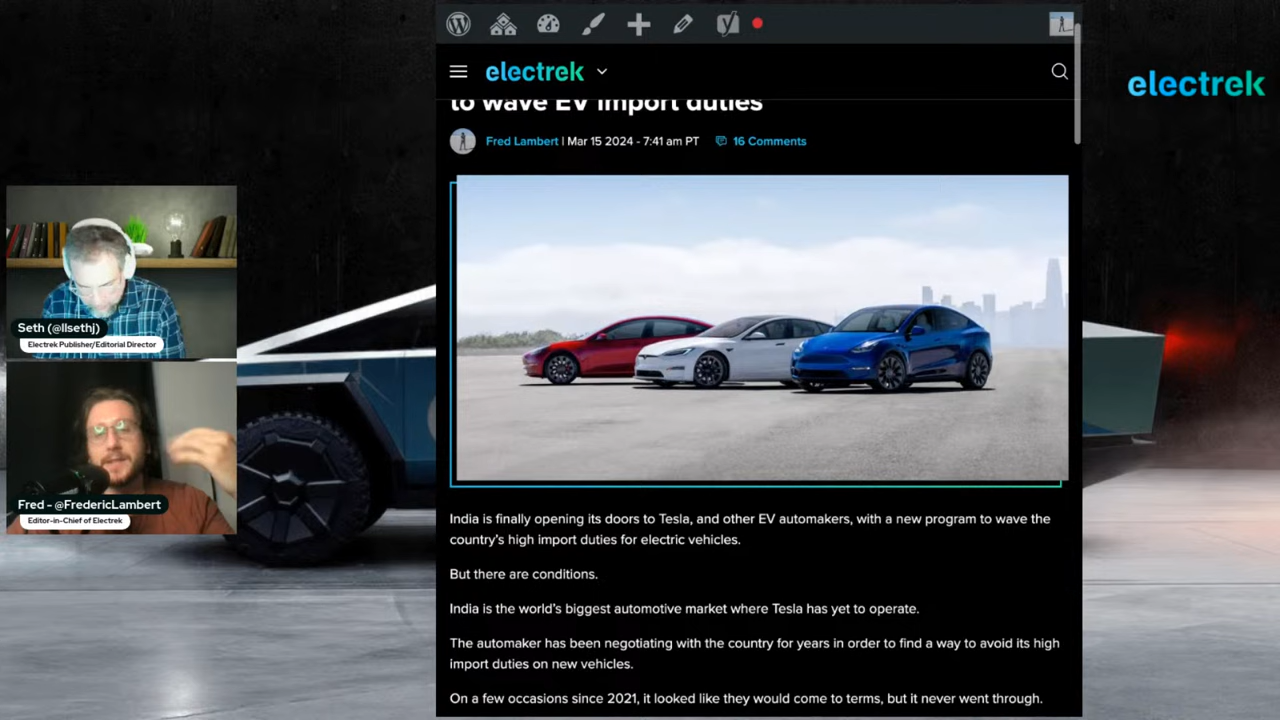 electrek
electrek
to wave EV import duties
Fred Lambert | Mar 15 2024 - 7:41 am PT
16 Comments
Seth (@llsethj)
Electrek Publisher/Editorial Director
Fred - @FredericLambert
Editor-in-Chief of Electrek
India is finally opening its doors to Tesla, and other EV automakers, with a new program to wave the
country's high import duties for electric vehicles.
But there are conditions.
India is the world's biggest automotive market where Tesla has yet to operate.
The automaker has been negotiating with the country for years in order to find a way to avoid its high
import duties on new vehicles.
On a few occasions since 2021, it looked like they would come to terms, but it never went through.